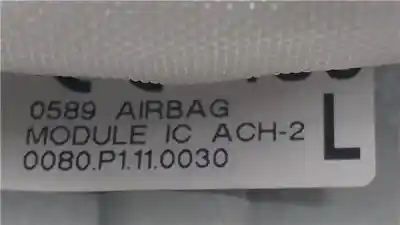 0589 AIRBAG
MODULE IC ACH-2
0080.P1.11.0030
L